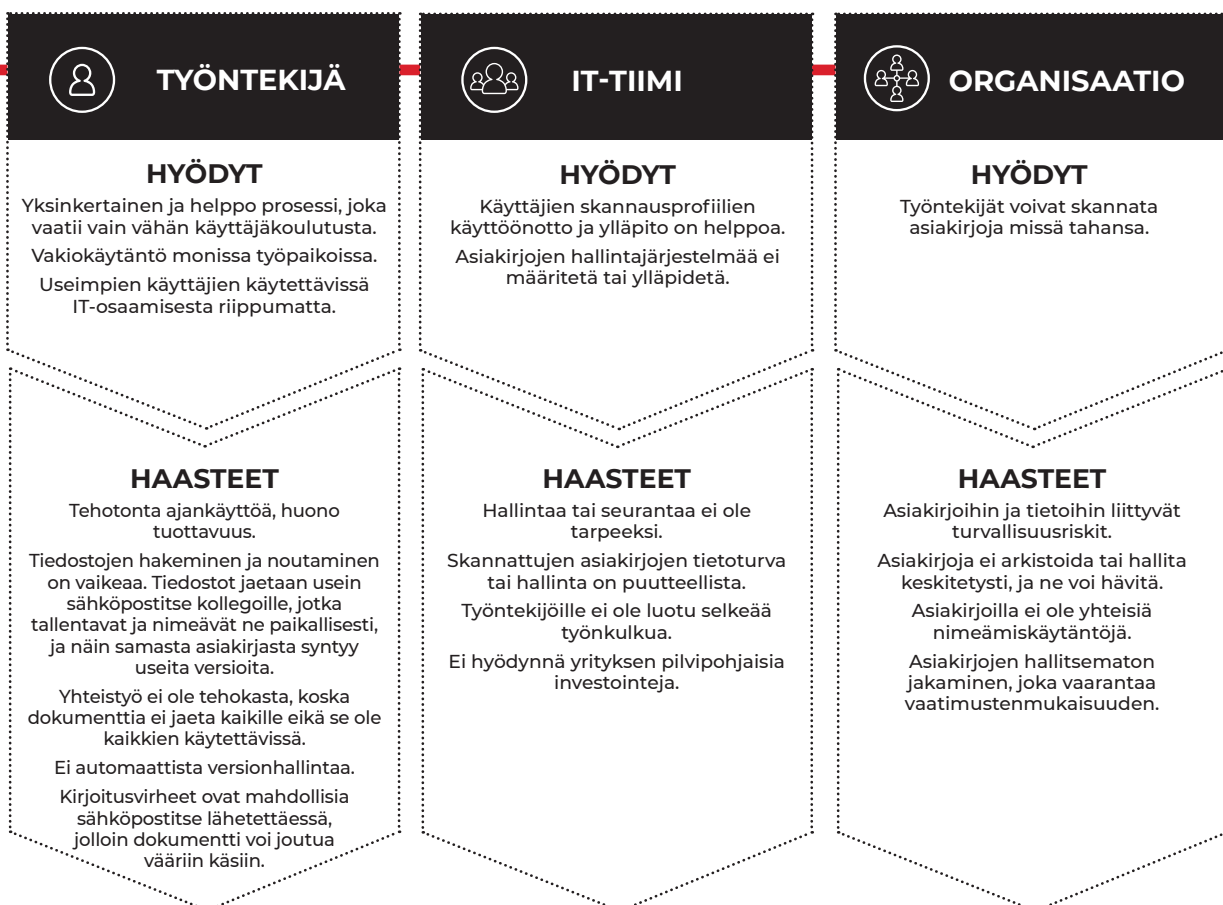 TYÖNTEKIJÄ
HYÖDYT
Yksinkertainen ja helppo prosessi, joka
vaatii vain vähän käyttäjäkoulutusta.
Vakiokäytäntö monissa työpaikoissa.
Useimpien käyttäjien käytettävissä
IT-osaamisesta riippumatta.
HAASTEET
Tehotonta ajankäyttöä, huono
tuottavuus.
Tiedostojen hakeminen ja noutaminen
on vaikeaa. Tiedostot jaetaan usein
sähköpostitse kollegoille, jotka
tallentavat ja nimeävät ne paikallisesti,
ja näin samasta asiakirjasta syntyy
useita versioita.
Yhteistyö ei ole tehokasta, koska
dokumenttia ei jaeta kaikille eikä se ole
kaikkien käytettävissä.
Ei automaattista versionhallintaa.
Kirjoitusvirheet ovat mahdollisia
sähköpostitse lähetettäessä,
jolloin dokumentti voi joutua
vääriin käsiin.
IT-TIIMI
HYÖDYT
Käyttäjien skannausprofiilien
käyttöönotto ja ylläpito on helppoa.
Asiakirjojen hallintajärjestelmää ei
määritetä tai ylläpidetä.
HAASTEET
Hallintaa tai seurantaa ei ole
tarpeeksi.
Skannattujen asiakirjojen tietoturva
tai hallinta on puutteellista.
Työntekijöille ei ole luotu selkeää
työnkulkua.
Ei hyödynnä yrityksen pilvipohjaisia
investointeja.
ORGANISAATIO
HYÖDYT
Työntekijät voivat skannata
asiakirjoja missä tahansa.
HAASTEET
Asiakirjoihin ja tietoihin liittyvät
turvallisuusriskit.
Asiakirjoja ei arkistoida tai hallita
keskitetysti, ja ne voi hävitä.
Asiakirjoilla ei ole yhteisiä
nimeämiskäytäntöjä.
Asiakirjojen hallitsematon
jakaminen, joka vaarantaa
vaatimustenmukaisuuden.